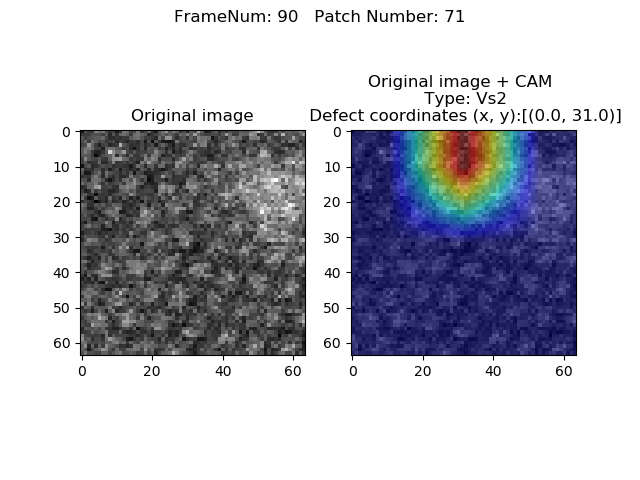 FrameNum: 90   Patch Number: 71
Original image
0
10
20
30
40
50
60
0 20 40 60
Original image + CAM
Type: Vs2
Defect coordinates (x, y):[(0.0, 31.0)]
0
10
20
30
40
50
60
0 20 40 60